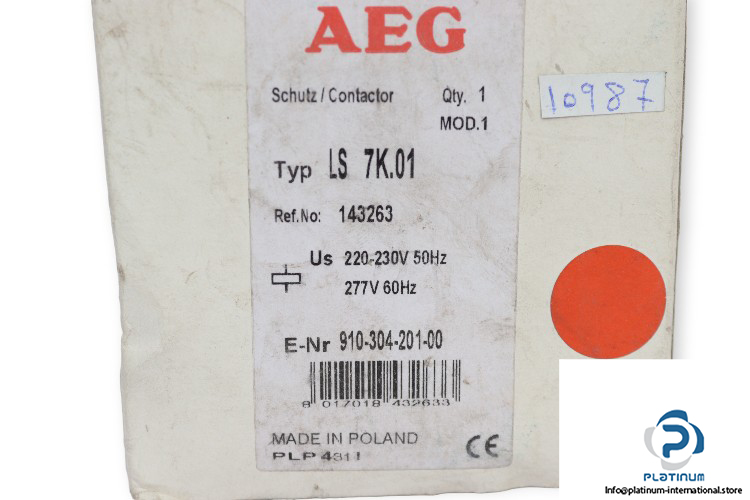 AEG
Schutz / Contactor Qty. 1
MOD.1
10987
Typ LS 7K.01
Ref.No: 143263
Us 220-230V 50Hz
277V 60Hz
E-Nr 910-304-201-00
8 017018 432633
MADE IN POLAND
PLP 431 I
CE
PLATINUM
Info@platinum-international.store